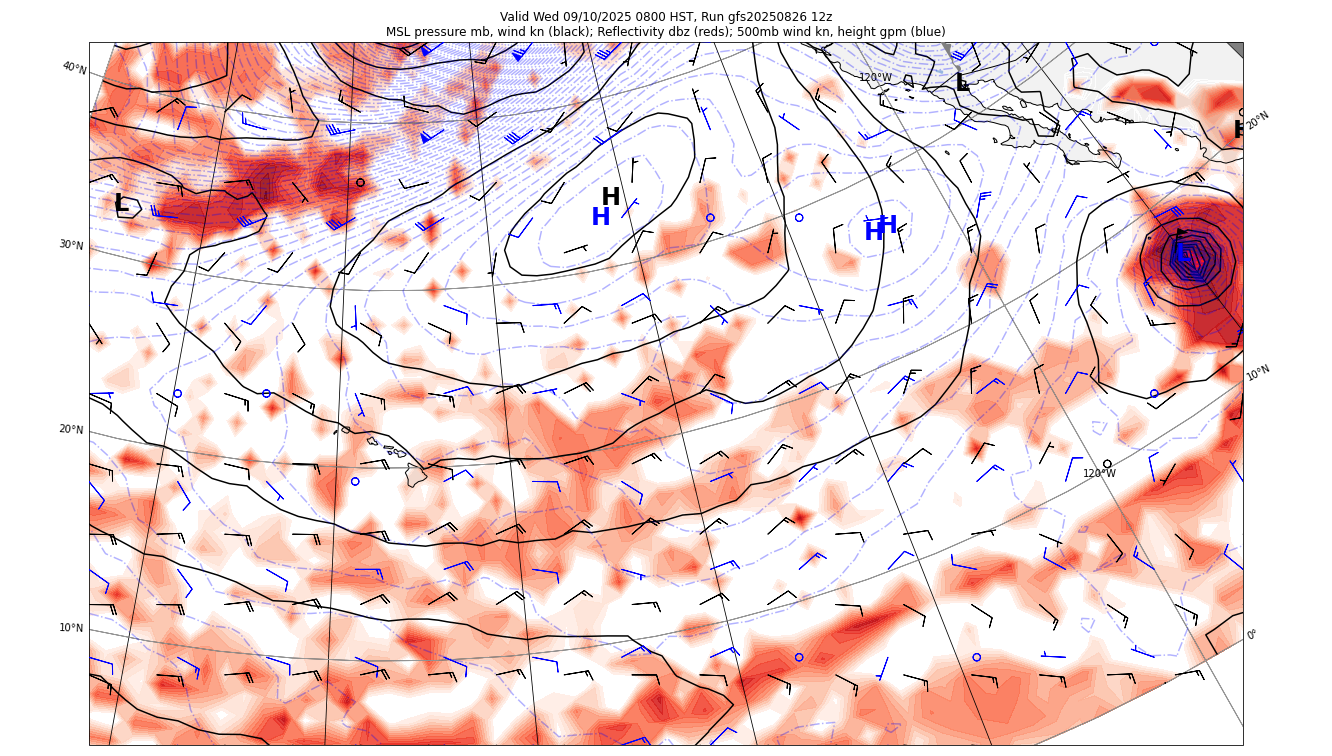 Valid Wed 09/10/2025 0800 HST, Run gfs20250826 12z
MSL pressure mb, wind kn (black); Reflectivity dbz (reds); 500mb wind kn, height gpm (blue)
40°N
120°W
L
20°N
H
L
H
H
H
30°N
L
10°N
20°N
120°W
10°N
0°